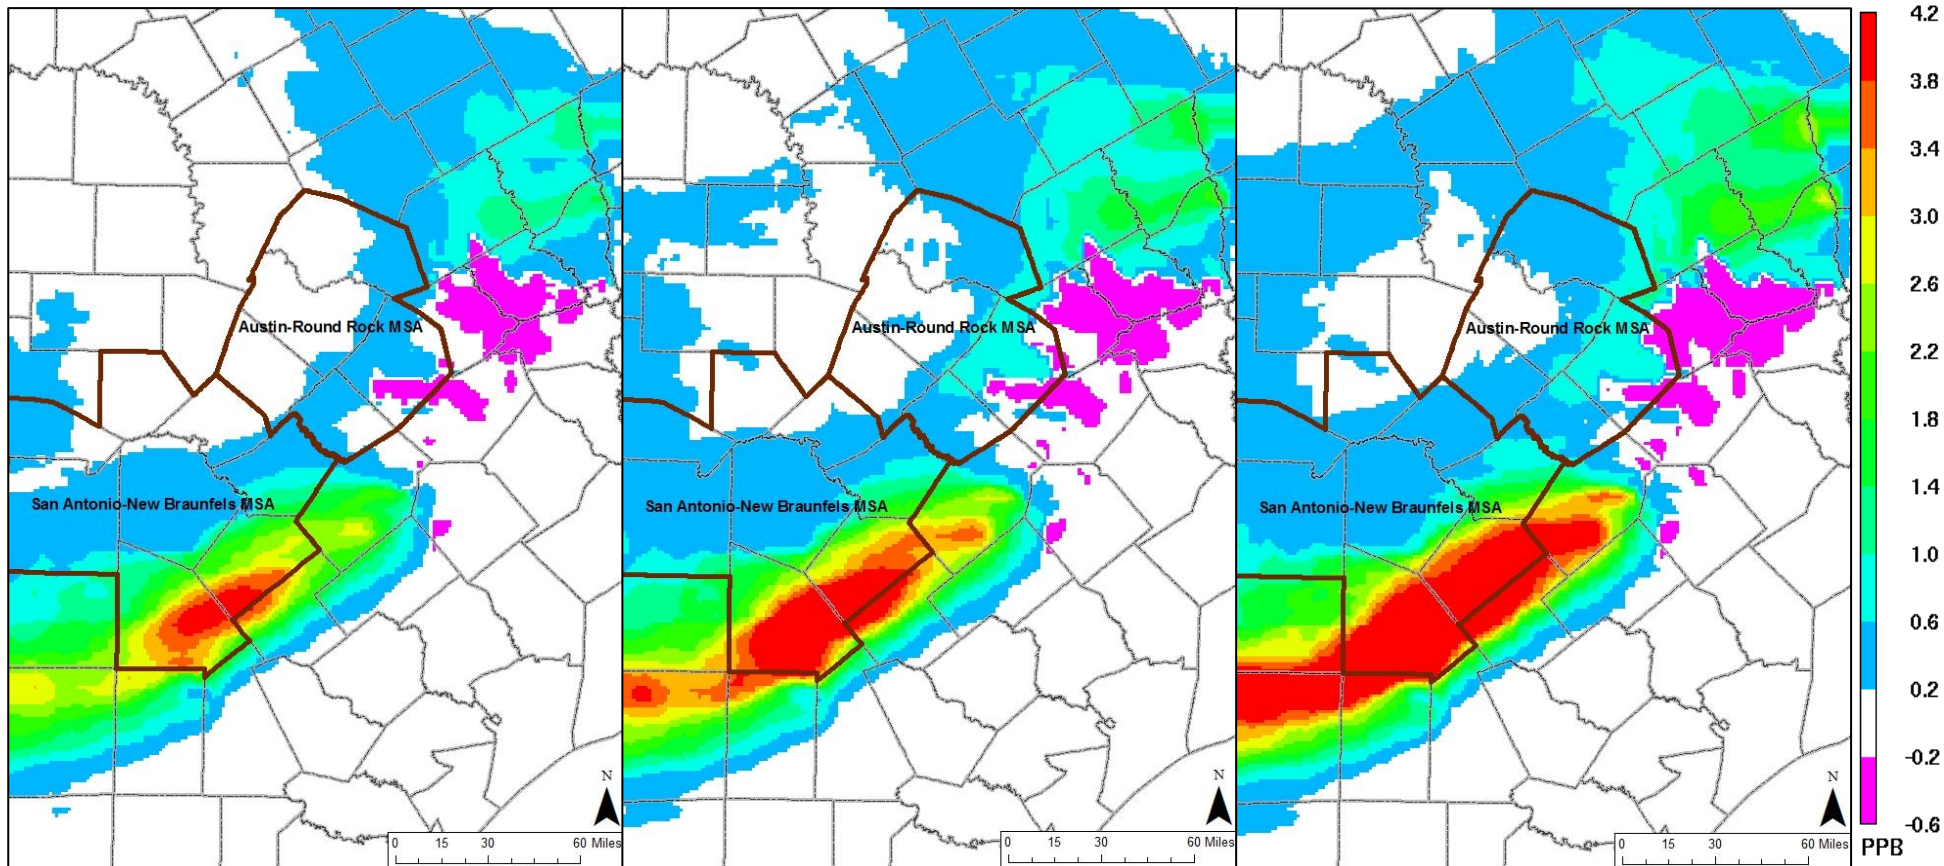 Austin-Round Rock MSA
San Antonio-New Braunfels MSA
N
0 15 30 60 Miles
Austin-Round Rock MSA
San Antonio-New Braunfels MSA
N
0 15 30 60 Miles
Austin-Round Rock MSA
San Antonio-New Braunfels MSA
N
0 15 30 60 Miles
4.2
3.8
3.4
3.0
2.6
2.2
1.8
1.4
1.0
0.6
0.2
-0.2
-0.6
PPB